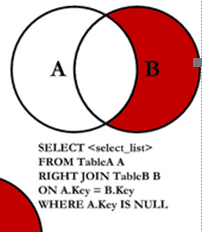 A B
SELECT <select_list>
FROM TableA A
RIGHT JOIN TableB B
ON A.Key = B.Key
WHERE A.Key IS NULL